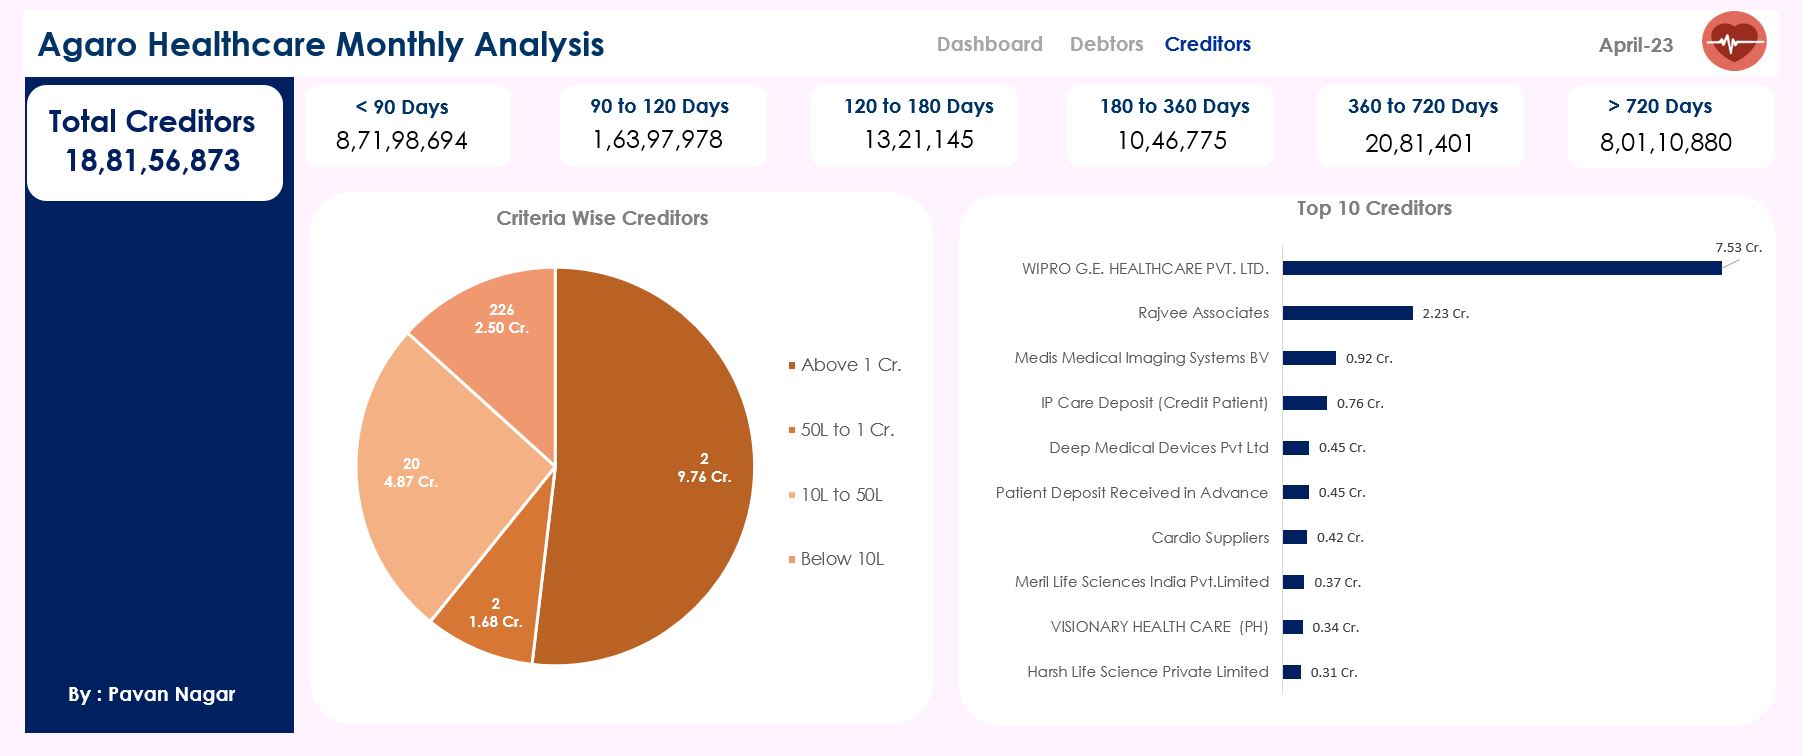 Agaro Healthcare Monthly Analysis
Dashboard Debtors Creditors
April-23
Total Creditors
18,81,56,873
< 90 Days
8,71,98,694
90 to 120 Days
1,63,97,978
120 to 180 Days
13,21,145
180 to 360 Days
10,46,775
360 to 720 Days
20,81,401
> 720 Days
8,01,10,880
Criteria Wise Creditors
226
2.50 Cr.
20
4.87 Cr.
2
9.76 Cr.
2
1.68 Cr.
Above 1 Cr.
50L to 1 Cr.
10L to 50L
Below 10L
Top 10 Creditors
WIPRO G.E. HEALTHCARE PVT. LTD. 7.53 Cr.
Rajvee Associates 2.23 Cr.
Medis Medical Imaging Systems BV 0.92 Cr.
IP Care Deposit (Credit Patient) 0.76 Cr.
Deep Medical Devices Pvt Ltd 0.45 Cr.
Patient Deposit Received in Advance 0.45 Cr.
Cardio Suppliers 0.42 Cr.
Meril Life Sciences India Pvt.Limited 0.37 Cr.
VISIONARY HEALTH CARE (PH) 0.34 Cr.
Harsh Life Science Private Limited 0.31 Cr.
By : Pavan Nagar